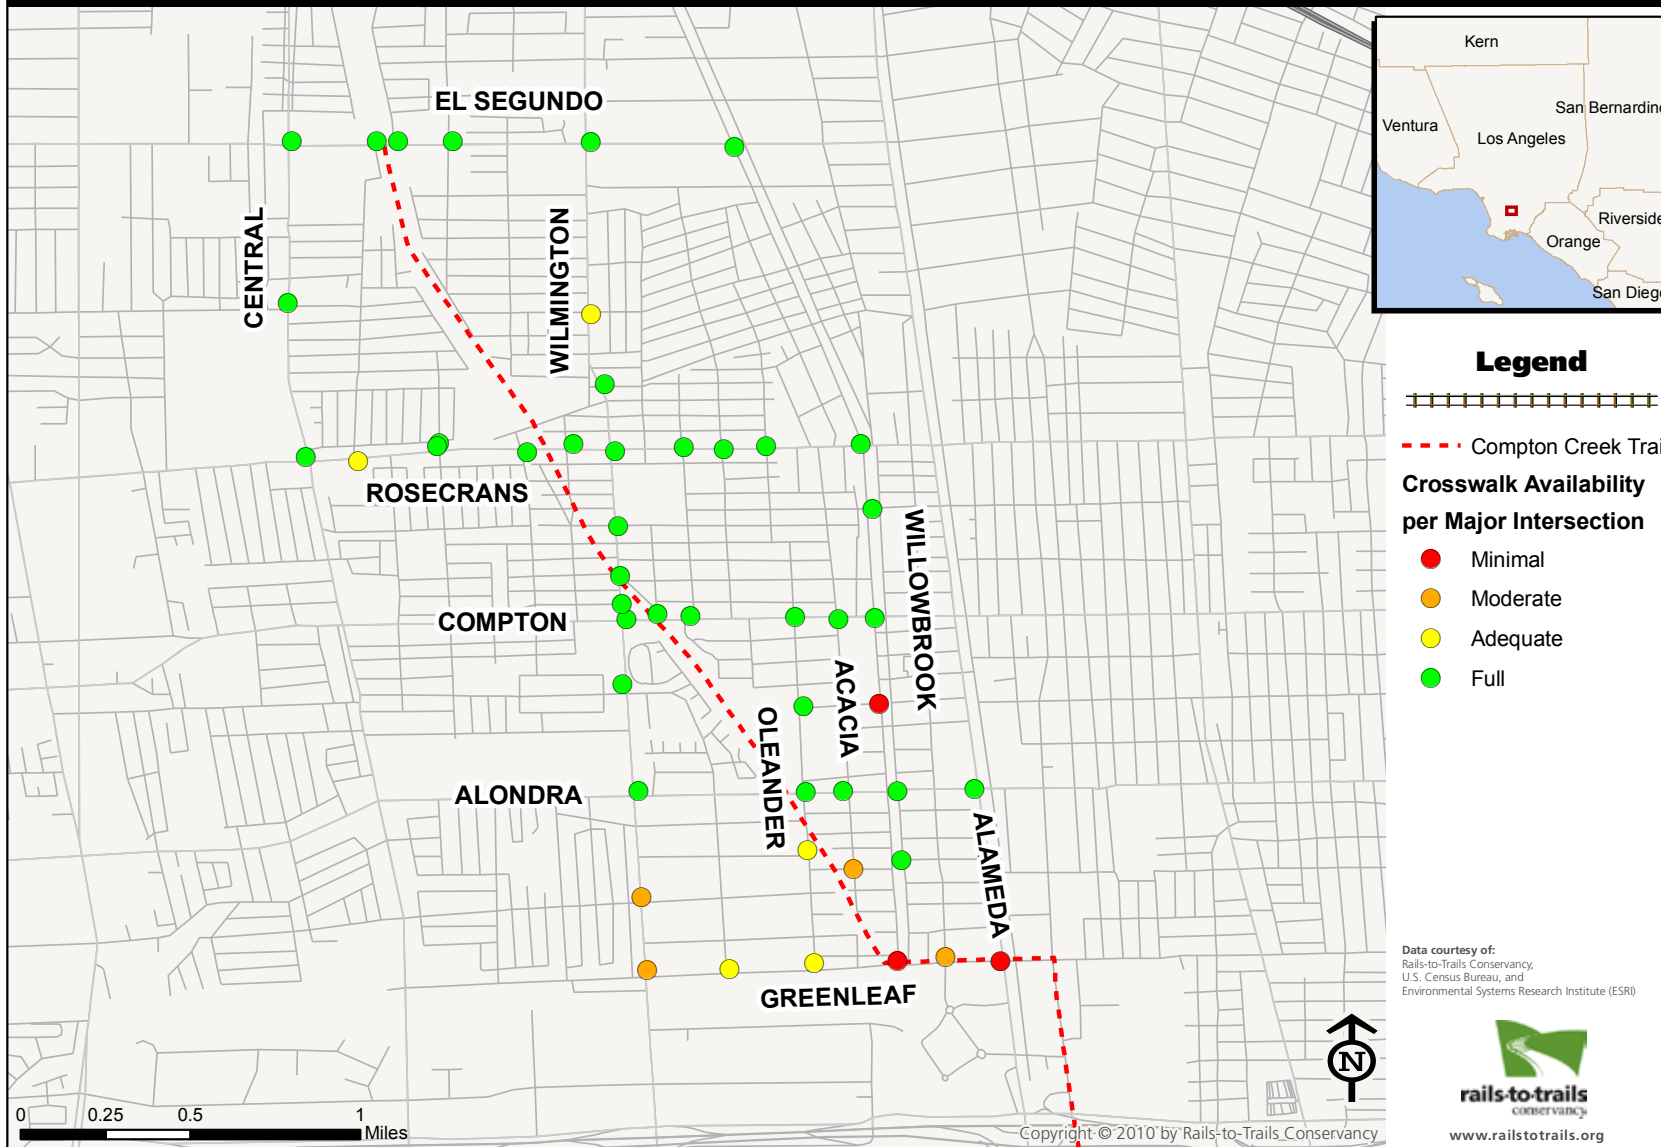 EL SEGUNDO
CENTRAL
WILMINGTON
ROSECRANS
COMPTON
WILLOWBROOK
ACACIA
OLEANDER
ALONDRA
ALAMEDA
GREENLEAF
0 0.25 0.5 1
Miles
Copyright © 2010 by Rails-to-Trails Conservancy
N
Kern
San Bernardino
Ventura
Los Angeles
Riverside
Orange
San Diego
Legend
Compton Creek Trai
Crosswalk Availability
per Major Intersection
Minimal
Moderate
Adequate
Full
Data courtesy of:
Rails-to-Trails Conservancy,
U.S. Census Bureau, and
Environmental Systems Research Institute (ESRI)
rails-to-trails
conservancy
www.railstotrails.org